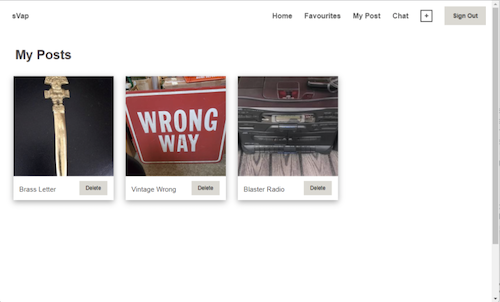 sVap
Home Favourites My Post Chat + Sign Out
My Posts
WRONG
WAY
Brass Letter Delete Vintage Wrong Delete Blaster Radio Delete